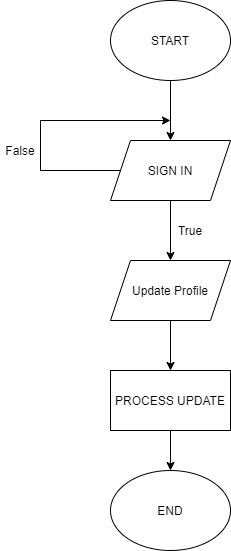 START
False
SIGN IN
True
Update Profile
PROCESS UPDATE
END